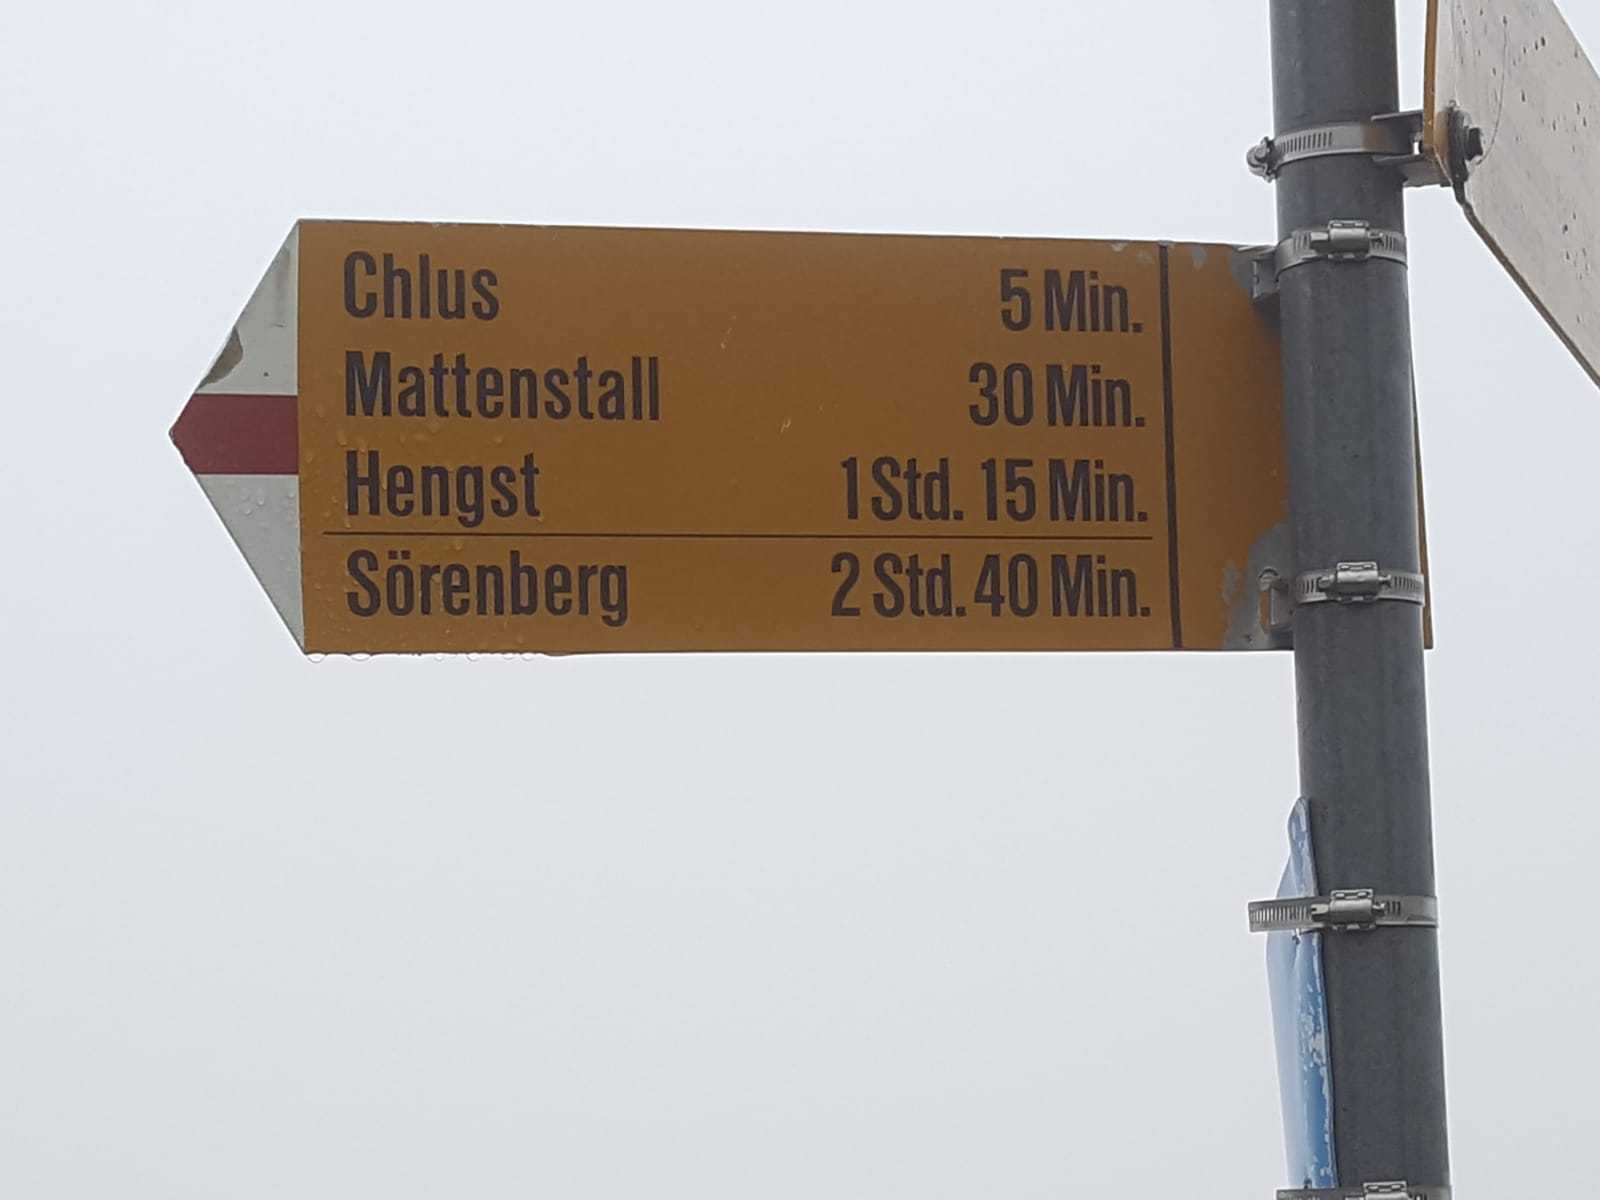 Chlus 5 Min.
Mattenstall 30 Min.
Hengst 1 Std. 15 Min.
Sörenberg 2 Std. 40 Min.